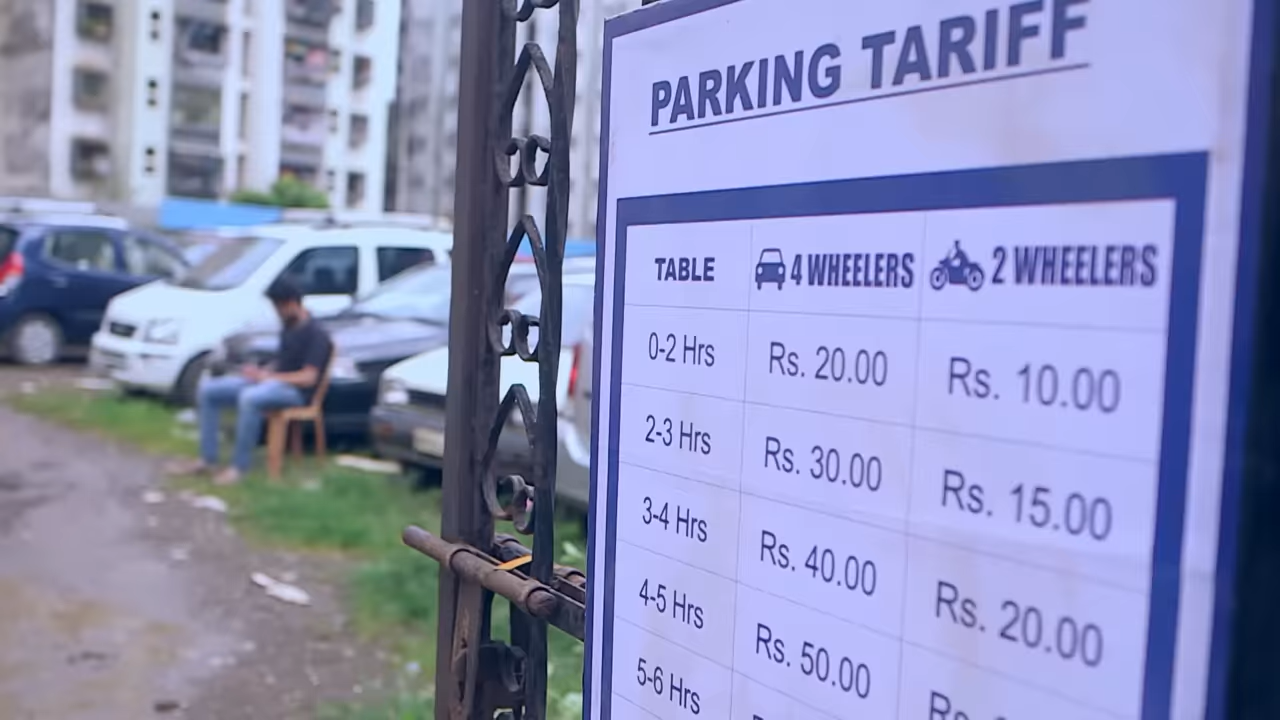 PARKING TARIFF
TABLE 4 WHEELERS 2 WHEELERS
0-2 Hrs Rs. 20.00 Rs. 10.00
2-3 Hrs Rs. 30.00 Rs. 15.00
3-4 Hrs Rs. 40.00 Rs. 20.00
4-5 Hrs Rs. 50.00 Rs.
5-6 Hrs